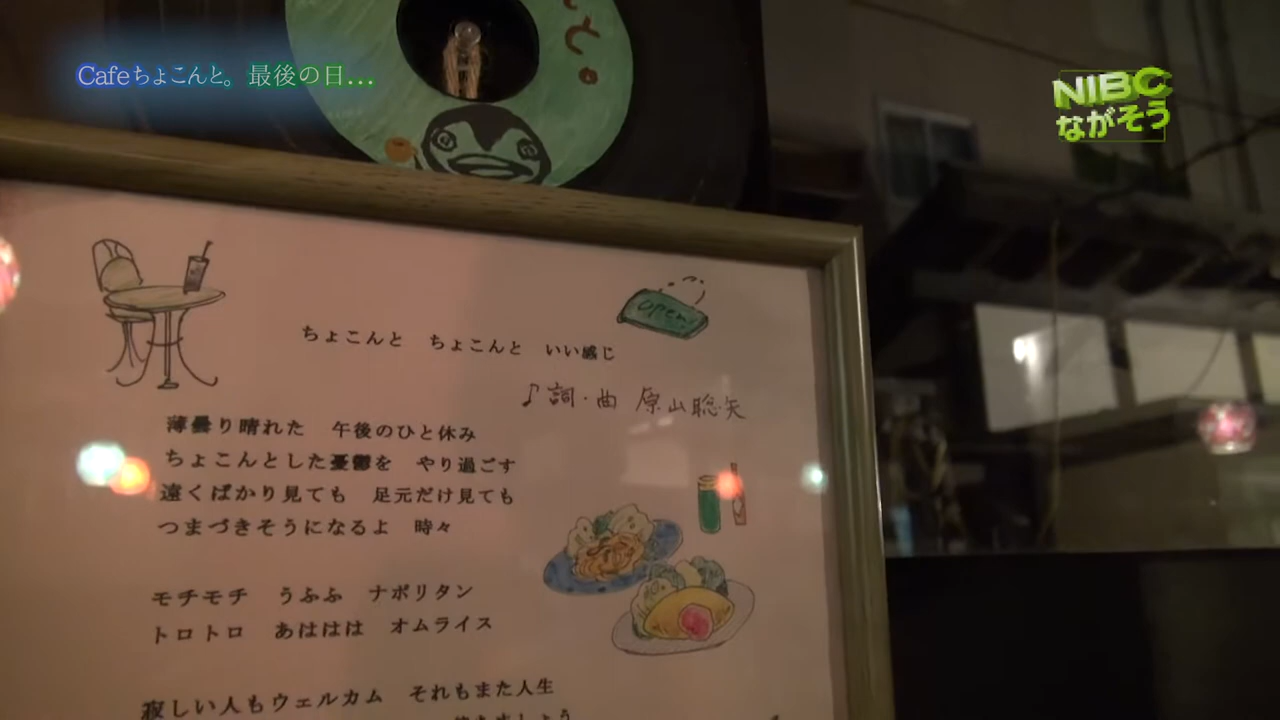 Cafeちょこんと。最後の日...
NIBC
ながそう
と。
open
ちょこんと ちょこんと いい感じ
♪詞・曲 原山聡矢
薄曇り晴れた 午後のひと休み
ちょこんとした憂鬱を やり過ごす
遠くばかり見ても 足元だけ見ても
つまづきそうになるよ 時々
モチモチ うふふ ナポリタン
トロトロ あははは オムライス
寂しい人もウェルカム それもまた人生